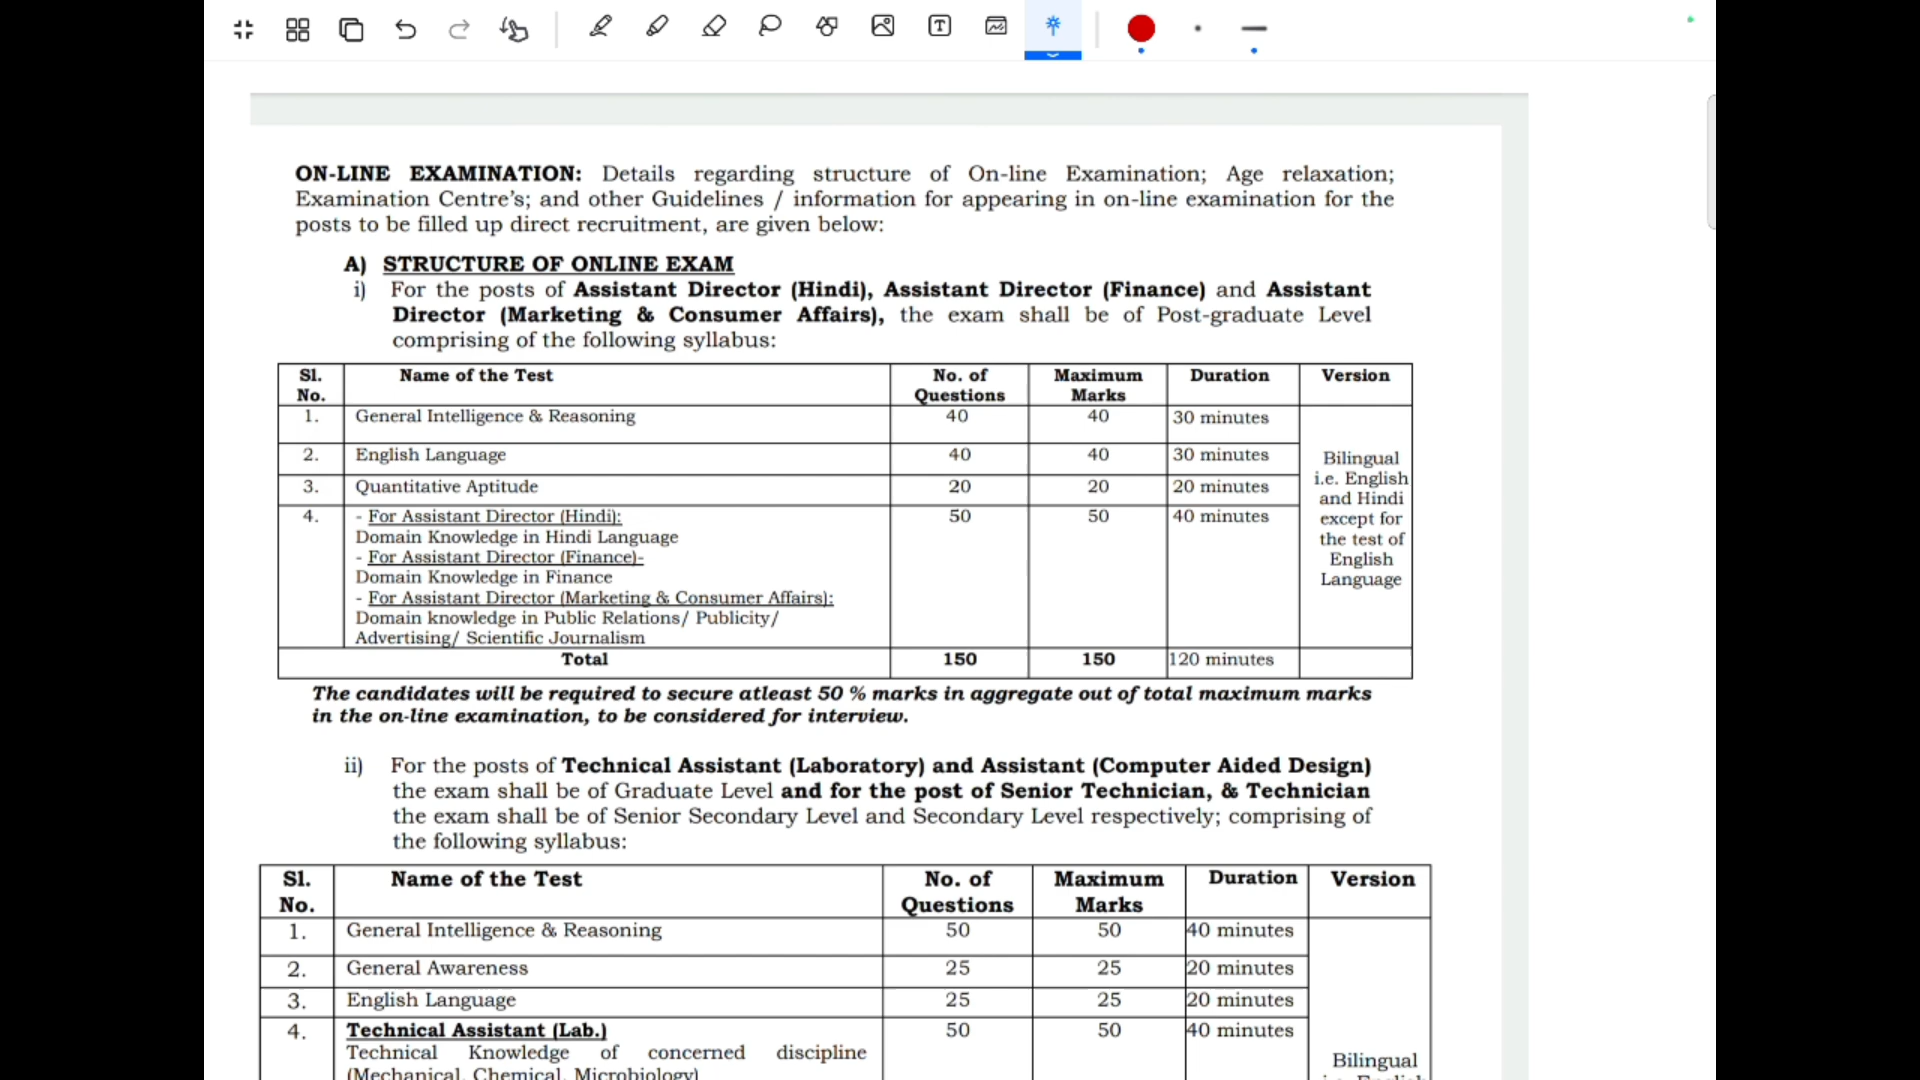 ON-LINE EXAMINATION: Details regarding structure of On-line Examination; Age relaxation;
Examination Centre's; and other Guidelines / information for appearing in on-line examination for the
posts to be filled up direct recruitment, are given below:
A) STRUCTURE OF ONLINE EXAM
i) For the posts of Assistant Director (Hindi), Assistant Director (Finance) and Assistant
Director (Marketing & Consumer Affairs), the exam shall be of Post-graduate Level
comprising of the following syllabus:
Sl. No. Name of the Test No. of Questions Maximum Marks Duration Version
1. General Intelligence & Reasoning 40 40 30 minutes
2. English Language 40 40 30 minutes
3. Quantitative Aptitude 20 20 20 minutes
4. - For Assistant Director (Hindi): 50 50 40 minutes
Domain Knowledge in Hindi Language
- For Assistant Director (Finance)-
Domain Knowledge in Finance
- For Assistant Director (Marketing & Consumer Affairs):
Domain knowledge in Public Relations/ Publicity/
Advertising/ Scientific Journalism
Bilingual
i.e. English
and Hindi
except for
the test of
English
Language
Total 150 150 120 minutes
The candidates will be required to secure atleast 50 % marks in aggregate out of total maximum marks
in the on-line examination, to be considered for interview.
ii) For the posts of Technical Assistant (Laboratory) and Assistant (Computer Aided Design)
the exam shall be of Graduate Level and for the post of Senior Technician, & Technician
the exam shall be of Senior Secondary Level and Secondary Level respectively; comprising of
the following syllabus:
Sl. No. Name of the Test No. of Questions Maximum Marks Duration Version
1. General Intelligence & Reasoning 50 50 40 minutes
2. General Awareness 25 25 20 minutes
3. English Language 25 25 20 minutes
4. Technical Assistant (Lab.) 50 50 40 minutes
Technical Knowledge of concerned discipline
(Mechanical, Chemical, Microbiology)
Bilingual